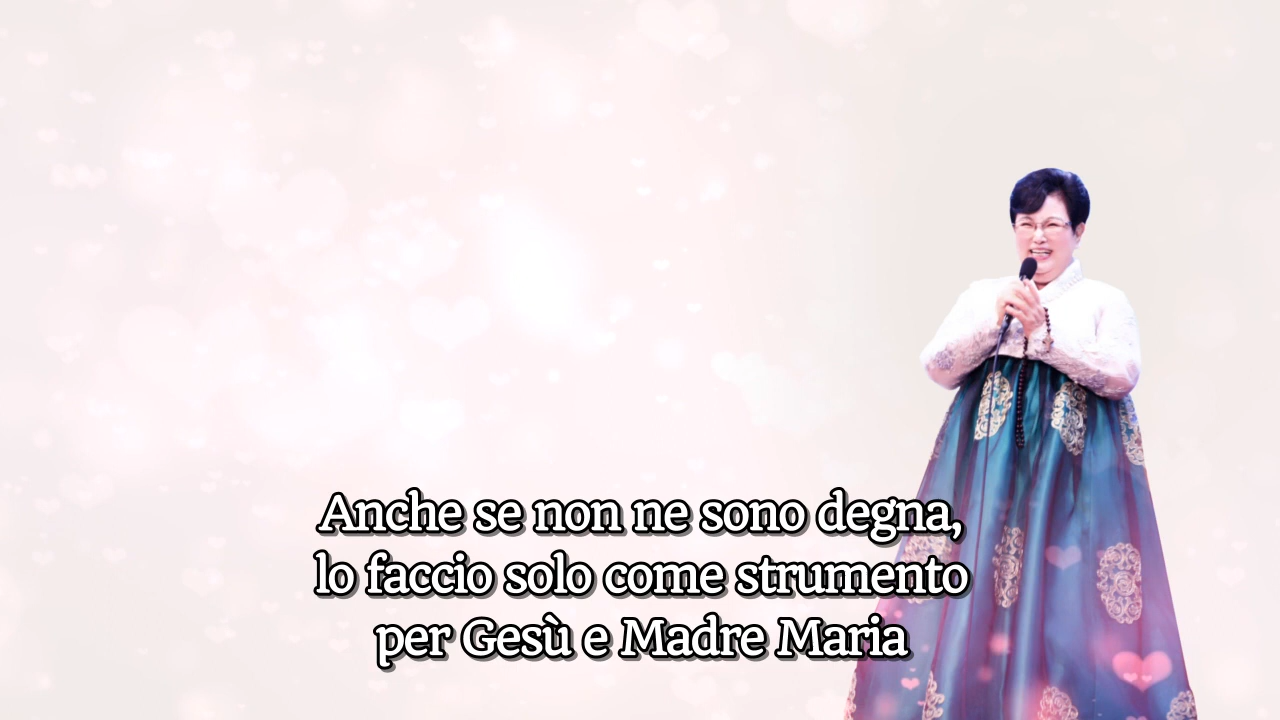 Anche se non ne sono degna,
lo faccio solo come strumento
per Gesù e Madre Maria